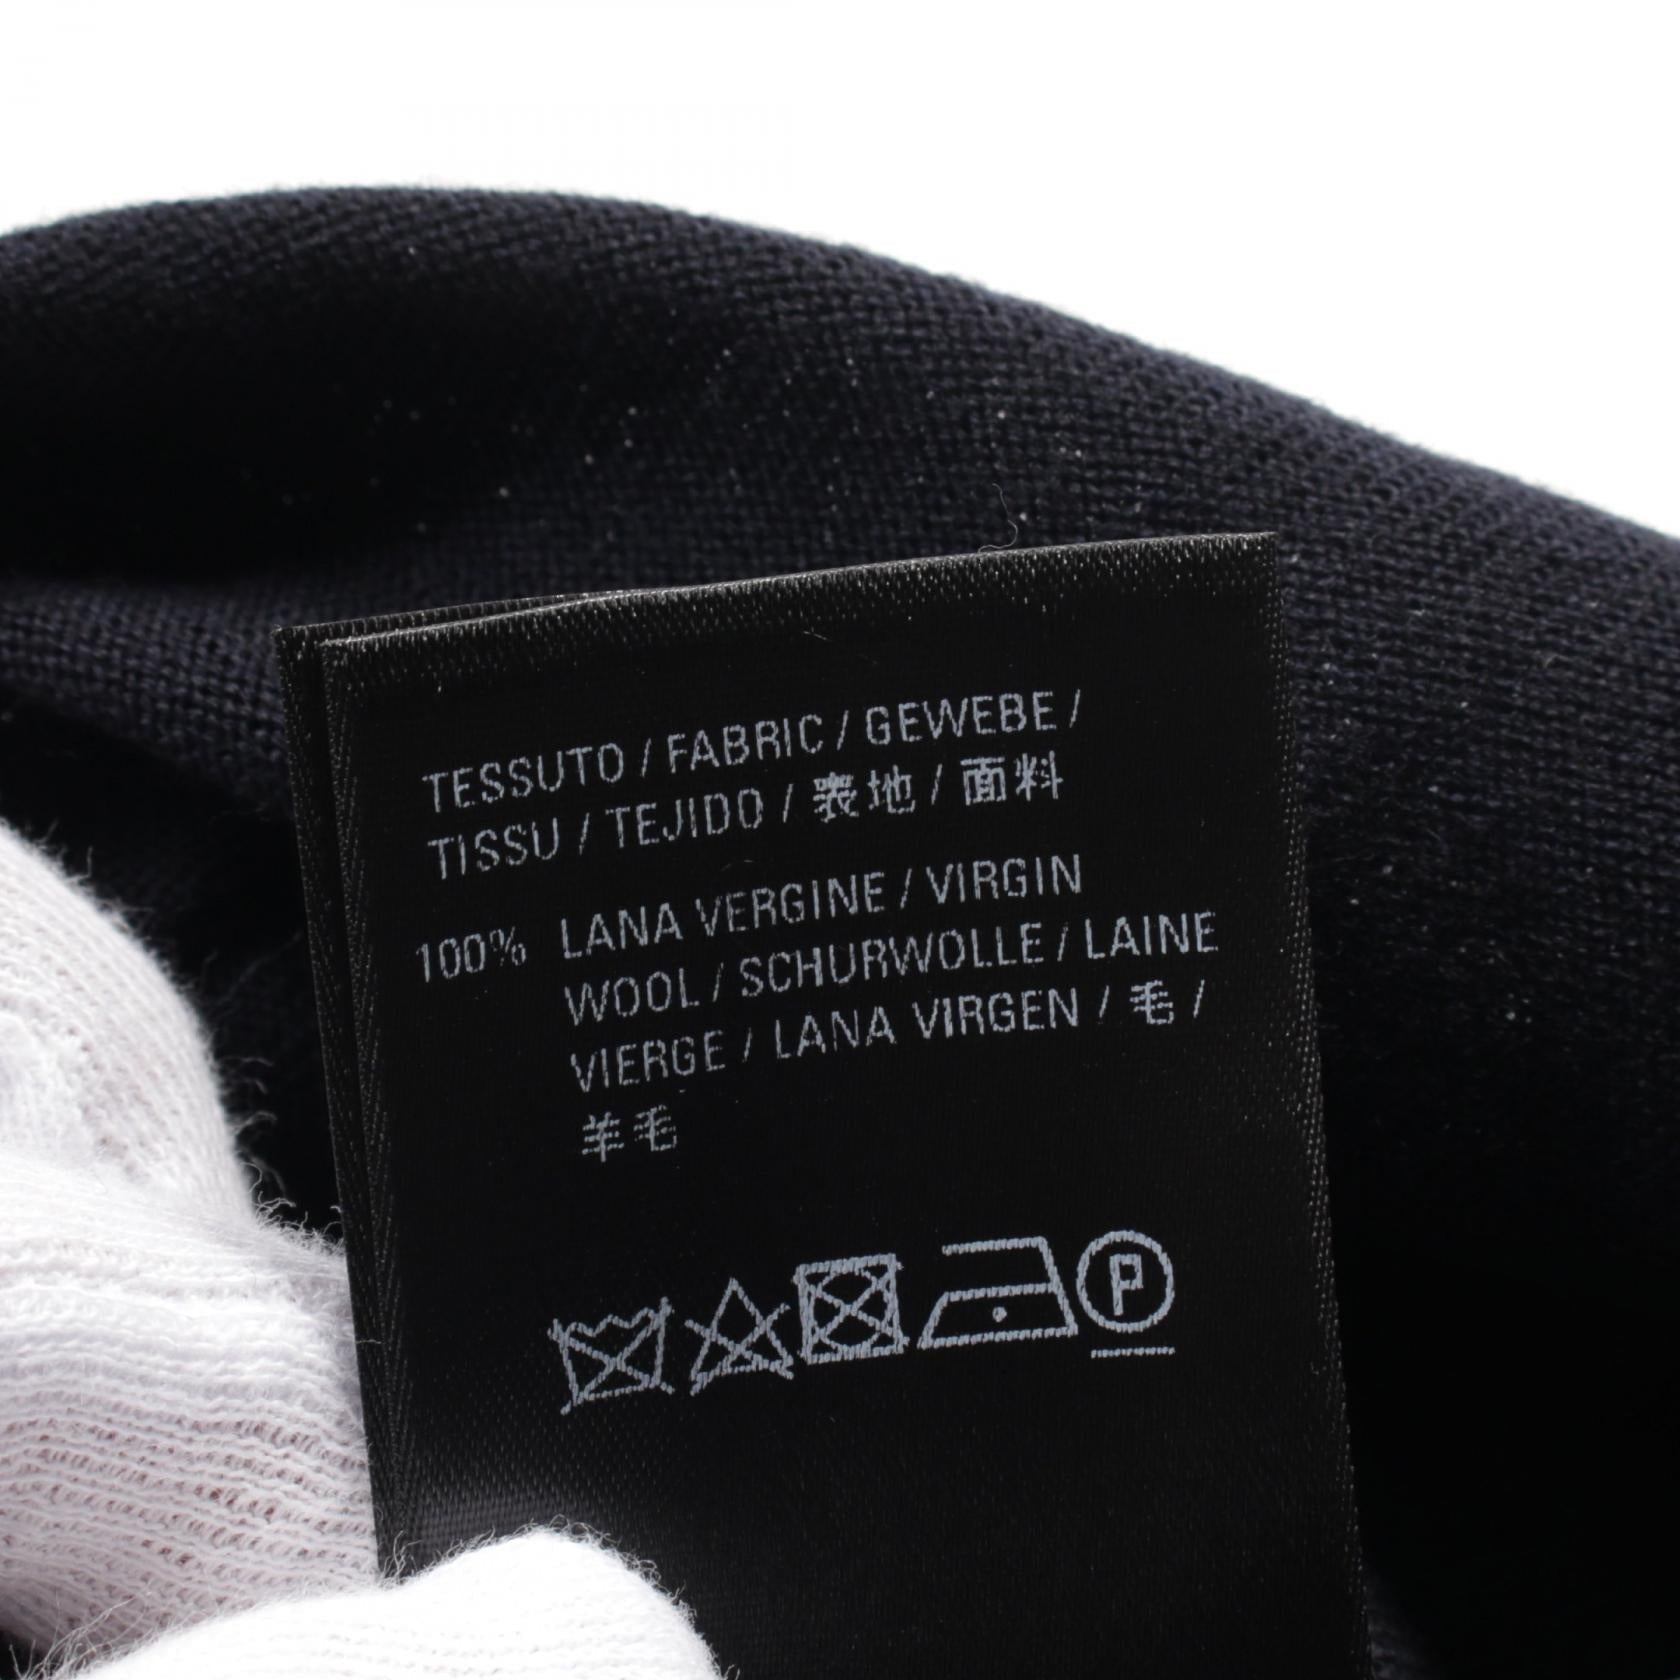 TESSUTO / FABRIC / GEWEBE /
TISSU / TEJIDO / 表地 / 面料
100% LANA VERGINE / VIRGIN
WOOL / SCHURWOLLE / LAINE
VIERGE / LANA VIRGEN / 毛 /
羊毛
P